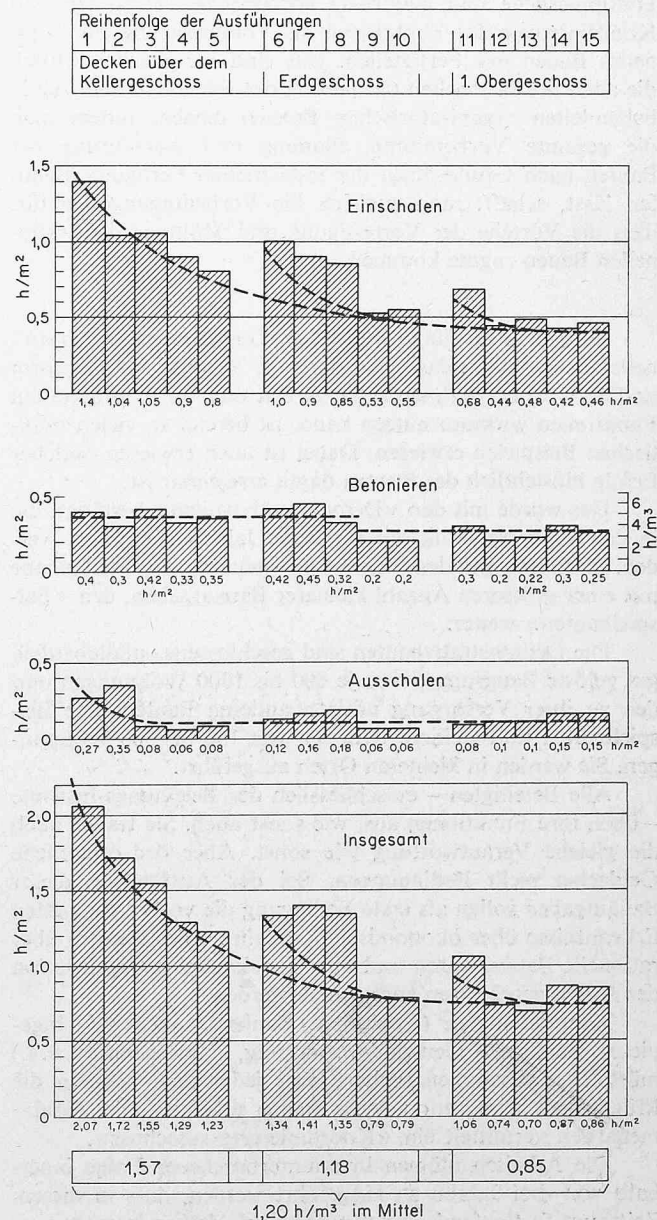 Reihenfolge der Ausführungen
1 2 3 4 5 6 7 8 9 10 11 12 13 14 15
Decken über dem
Kellergeschoss Erdgeschoss 1. Obergeschoss
Einschalen
h/m²
1,5
1,0
0,5
0
1,4 1,04 1,05 0,9 0,8 1,0 0,9 0,85 0,53 0,55 0,68 0,44 0,48 0,42 0,46 h/m²
Betonieren
h/m²
0,5
0
6
4
2
0
h/m³
0,4 0,3 0,42 0,33 0,35 0,42 0,45 0,32 0,2 0,2 0,3 0,2 0,22 0,3 0,25
h/m² h/m² h/m²
Ausschalen
h/m²
0,5
0
0,27 0,35 0,08 0,06 0,08 0,12 0,16 0,18 0,06 0,06 0,08 0,1 0,1 0,15 0,15 h/m²
Insgesamt
h/m²
2,0
1,5
1,0
0,5
0
2,07 1,72 1,55 1,29 1,23 1,34 1,41 1,35 0,79 0,79 1,06 0,74 0,70 0,87 0,86 h/m²
1,57 1,18 0,85
1,20 h/m³ im Mittel